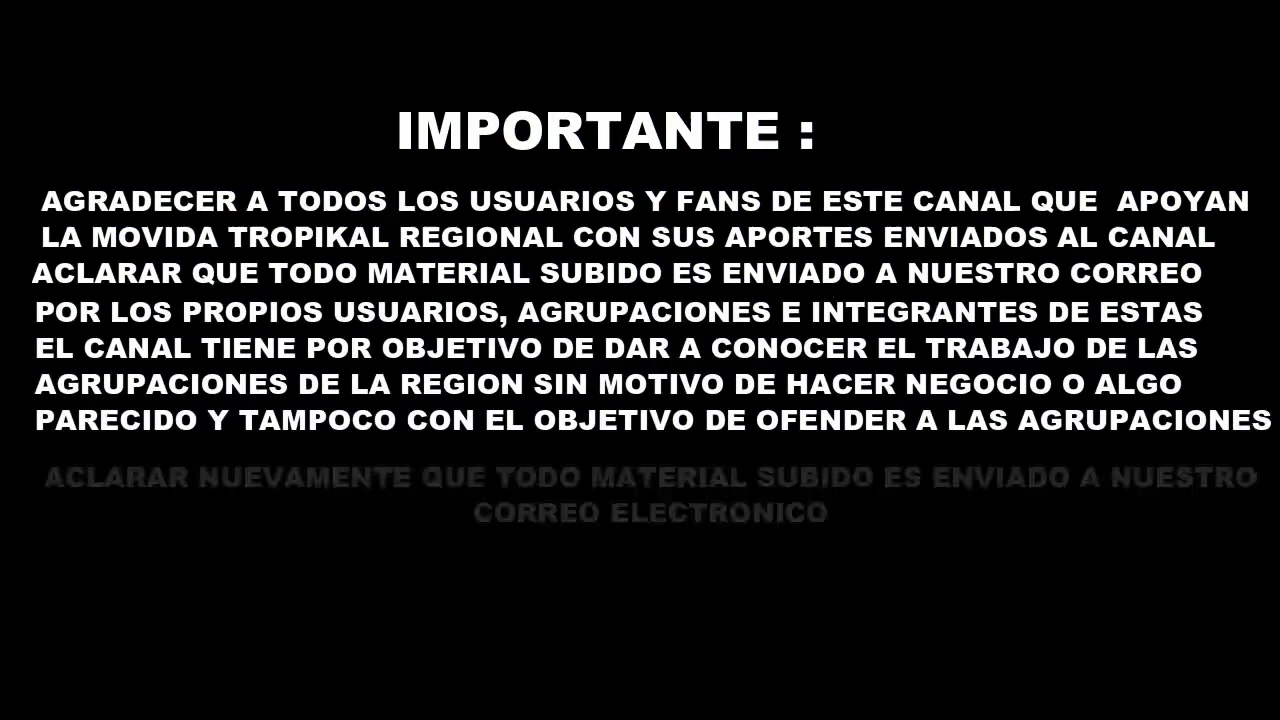 IMPORTANTE :
AGRADECER A TODOS LOS USUARIOS Y FANS DE ESTE CANAL QUE  APOYAN
LA MOVIDA TROPIKAL REGIONAL CON SUS APORTES ENVIADOS AL CANAL
ACLARAR QUE TODO MATERIAL SUBIDO ES ENVIADO A NUESTRO CORREO
POR LOS PROPIOS USUARIOS, AGRUPACIONES E INTEGRANTES DE ESTAS
EL CANAL TIENE POR OBJETIVO DE DAR A CONOCER EL TRABAJO DE LAS
AGRUPACIONES DE LA REGION SIN MOTIVO DE HACER NEGOCIO O ALGO
PARECIDO Y TAMPOCO CON EL OBJETIVO DE OFENDER A LAS AGRUPACIONES
ACLARAR NUEVAMENTE QUE TODO MATERIAL SUBIDO ES ENVIADO A NUESTRO
CORREO ELECTRONICO